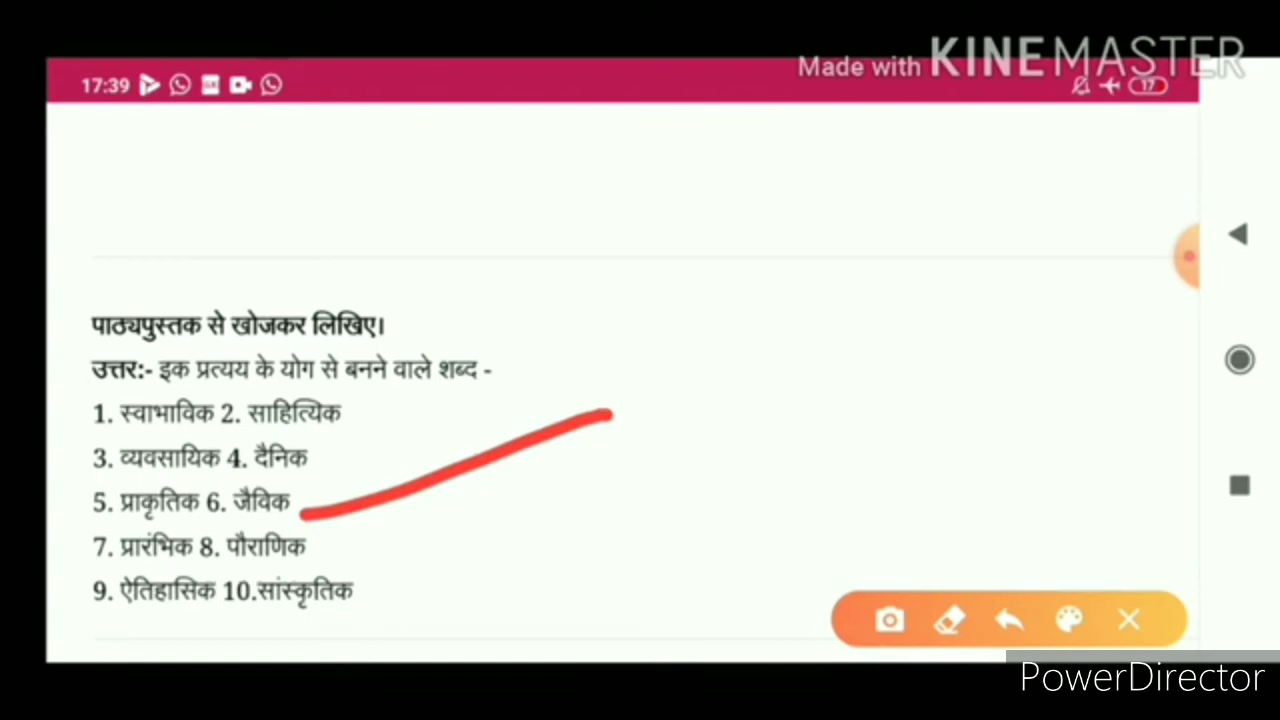 Made with KINEMASTER
17:39
17
पाठ्यपुस्तक से खोजकर लिखिए।
उत्तर:- इक प्रत्यय के योग से बनने वाले शब्द -
1. स्वाभाविक 2. साहित्यिक
3. व्यवसायिक 4. दैनिक
5. प्राकृतिक 6. जैविक
7. प्रारंभिक 8. पौराणिक
9. ऐतिहासिक 10.सांस्कृतिक
PowerDirector